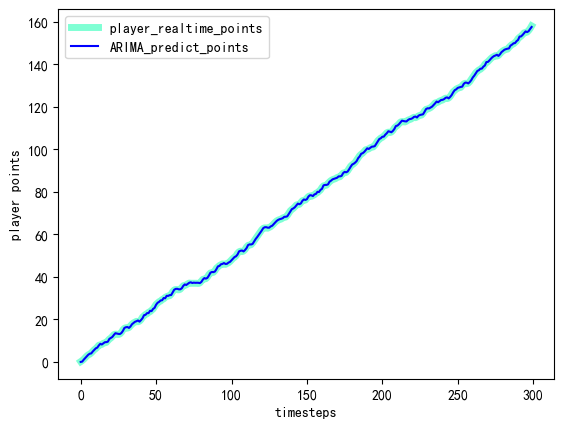 player_realtime_points
ARIMA_predict_points
160
140
120
100
80
60
40
20
0
player points
0 50 100 150 200 250 300
timesteps